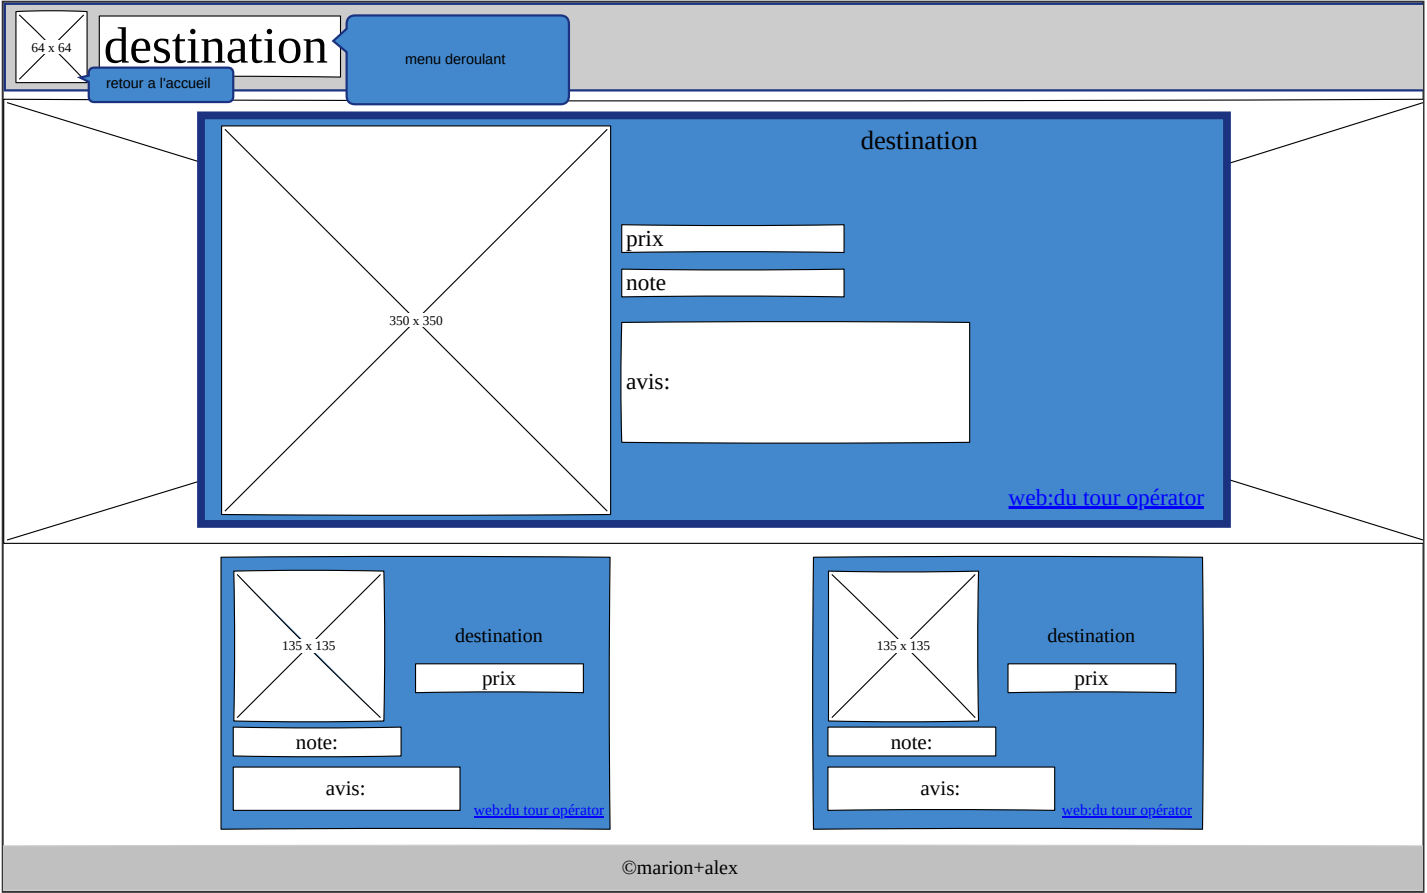 64 x 64
destination
menu deroulant
retour a l'accueil
destination
350 x 350
prix
note
avis:
web:du tour opérator
135 x 135
destination
prix
note:
avis:
web:du tour opérator
135 x 135
destination
prix
note:
avis:
web:du tour opérator
©marion+alex